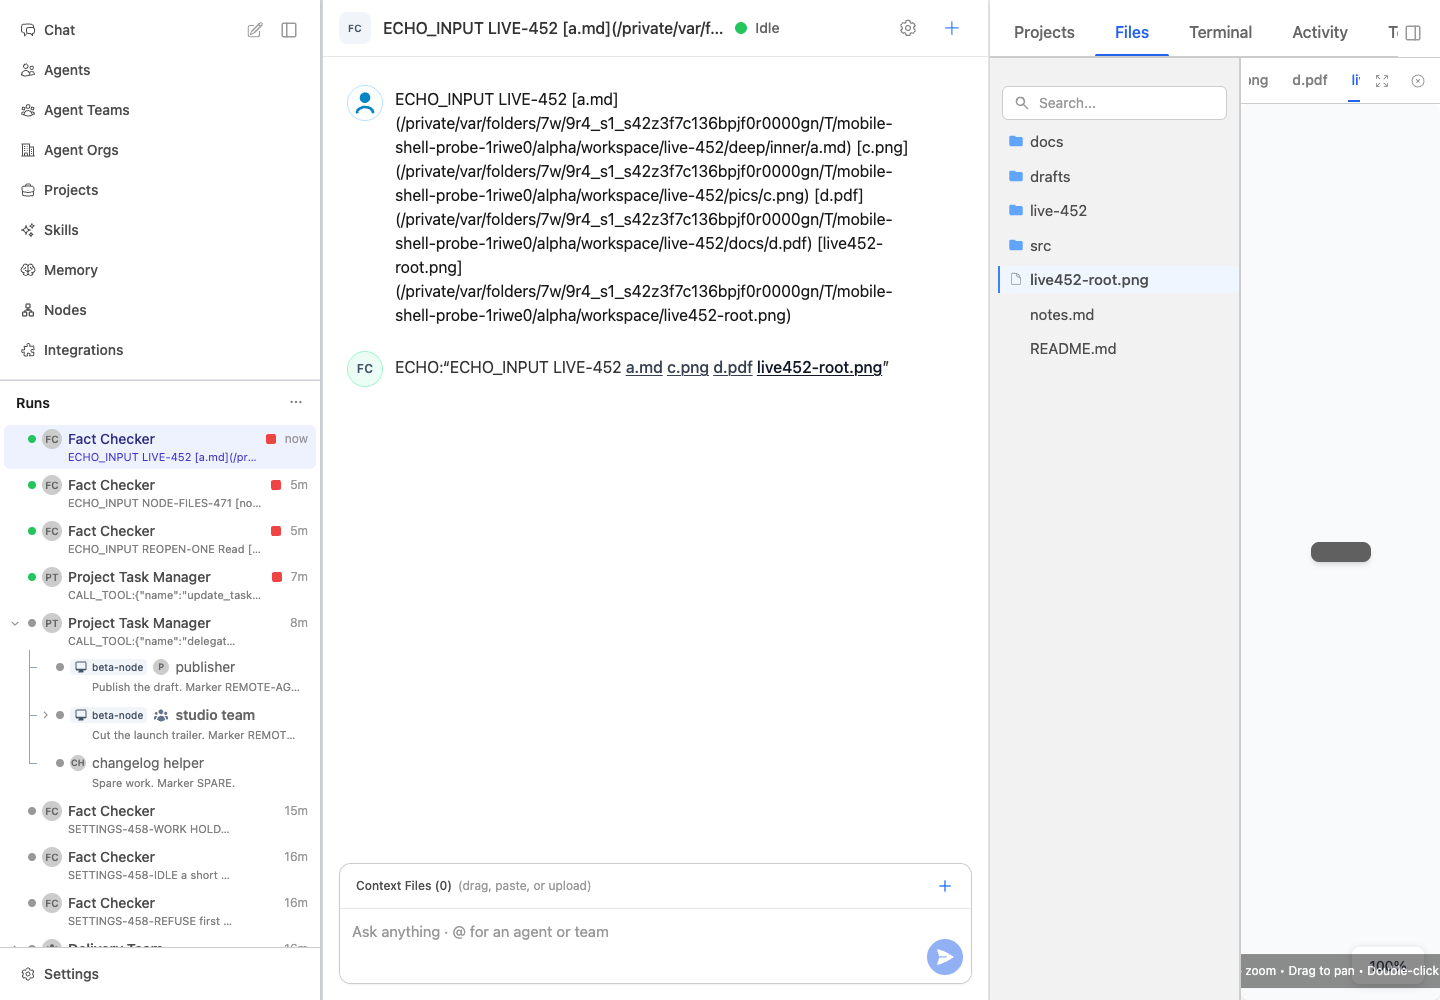 Chat
Agents
Agent Teams
Agent Orgs
Projects
Skills
Memory
Nodes
Integrations
Runs
FC Fact Checker now
ECHO_INPUT LIVE-452 [a.md](/pr...
FC Fact Checker 5m
ECHO_INPUT NODE-FILES-471 [no...
FC Fact Checker 5m
ECHO_INPUT REOPEN-ONE Read [...
PT Project Task Manager 7m
CALL_TOOL:{"name":"update_task...
PT Project Task Manager 8m
CALL_TOOL:{"name":"delegat...
beta-node P publisher
Publish the draft. Marker REMOTE-AG...
beta-node studio team
Cut the launch trailer. Marker REMOT...
CH changelog helper
Spare work. Marker SPARE.
FC Fact Checker 15m
SETTINGS-458-WORK HOLD...
FC Fact Checker 16m
SETTINGS-458-IDLE a short ...
FC Fact Checker 16m
SETTINGS-458-REFUSE first ...
Delivery Team 16m
Settings
FC ECHO_INPUT LIVE-452 [a.md](/private/var/f... Idle
ECHO_INPUT LIVE-452 [a.md]
(/private/var/folders/7w/9r4_s1_s42z3f7c136bpjf0r0000gn/T/mobile-
shell-probe-1riwe0/alpha/workspace/live-452/deep/inner/a.md) [c.png]
(/private/var/folders/7w/9r4_s1_s42z3f7c136bpjf0r0000gn/T/mobile-
shell-probe-1riwe0/alpha/workspace/live-452/pics/c.png) [d.pdf]
(/private/var/folders/7w/9r4_s1_s42z3f7c136bpjf0r0000gn/T/mobile-
shell-probe-1riwe0/alpha/workspace/live-452/docs/d.pdf) [live452-
root.png]
(/private/var/folders/7w/9r4_s1_s42z3f7c136bpjf0r0000gn/T/mobile-
shell-probe-1riwe0/alpha/workspace/live452-root.png)
FC ECHO:“ECHO_INPUT LIVE-452 a.md c.png d.pdf live452-root.png”
Context Files (0) (drag, paste, or upload)
Ask anything · @ for an agent or team
Projects Files Terminal Activity
Search...
docs
drafts
live-452
src
live452-root.png
notes.md
README.md
d.pdf
100%
zoom • Drag to pan • Double-click